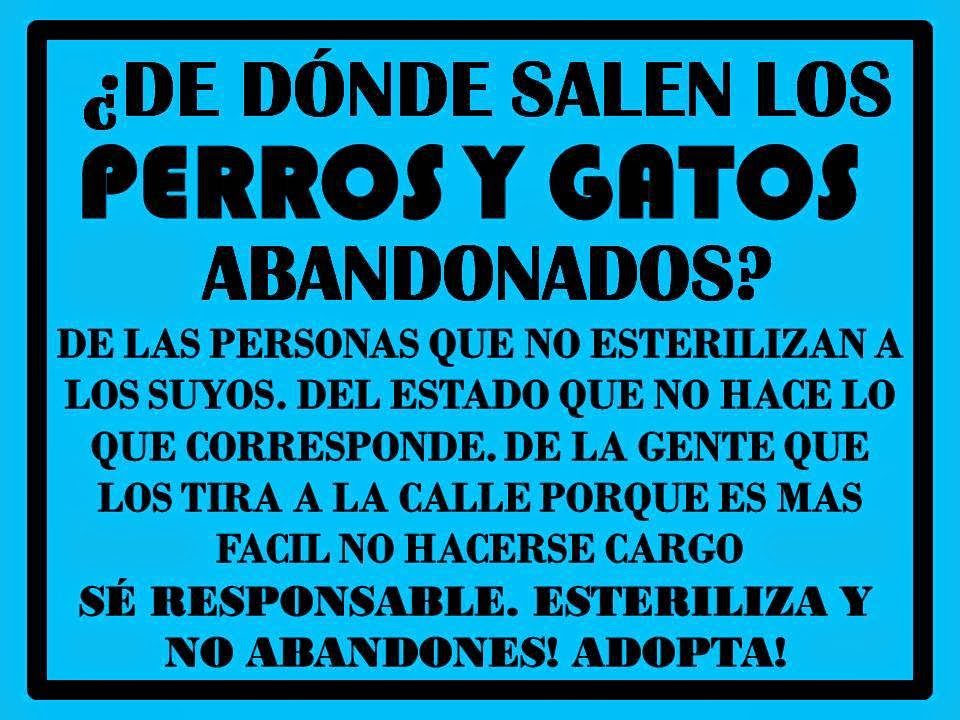 ¿DE DÓNDE SALEN LOS
PERROS Y GATOS
ABANDONADOS?
DE LAS PERSONAS QUE NO ESTERILIZAN A
LOS SUYOS. DEL ESTADO QUE NO HACE LO
QUE CORRESPONDE. DE LA GENTE QUE
LOS TIRA A LA CALLE PORQUE ES MAS
FACIL NO HACERSE CARGO
SÉ RESPONSABLE. ESTERILIZA Y
NO ABANDONES! ADOPTA!